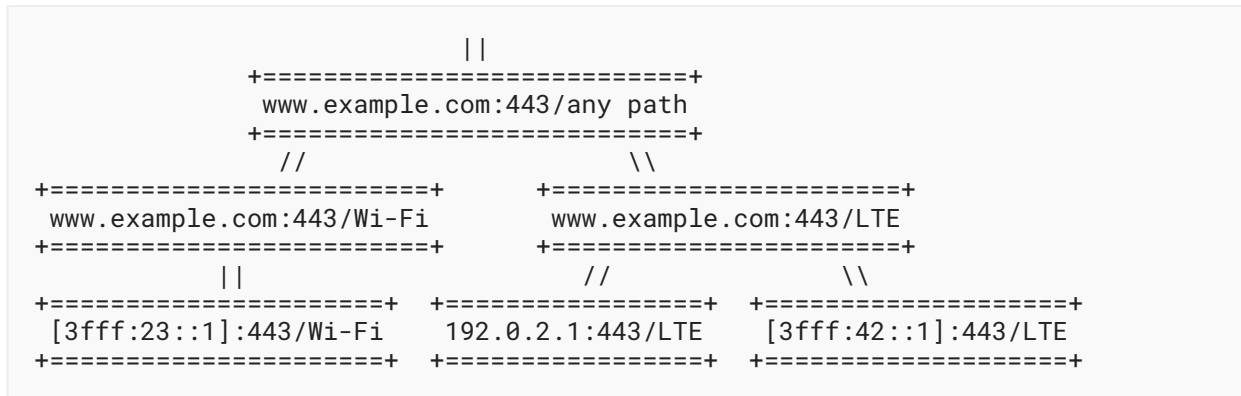 ||
+============================+
www.example.com:443/any path
+============================+
// \\
+=========================+ +=======================+
www.example.com:443/Wi-Fi www.example.com:443/LTE
+=========================+ +=======================+
|| // \\
+======================+ +=================+ +====================+
[3fff:23::1]:443/Wi-Fi 192.0.2.1:443/LTE [3fff:42::1]:443/LTE
+======================+ +=================+ +====================+